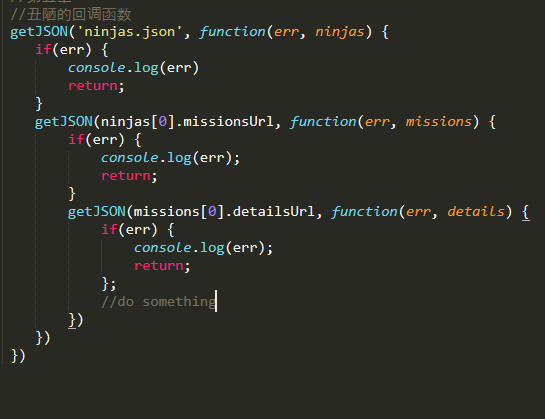 //丑陋的回调函数
getJSON('ninjas.json', function(err, ninjas) {
    if(err) {
        console.log(err)
        return;
    }
    getJSON(ninjas[0].missionsUrl, function(err, missions) {
        if(err) {
            console.log(err);
            return;
        }
        getJSON(missions[0].detailsUrl, function(err, details) {
            if(err) {
                console.log(err);
                return;
            };
            //do something
        })
    })
})